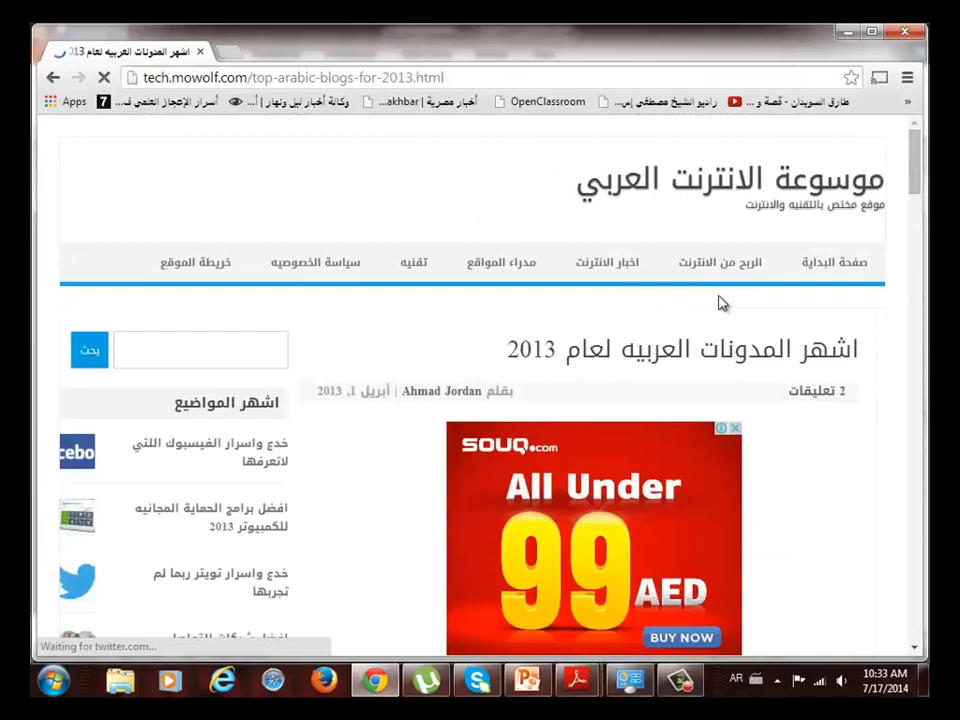 اشهر المدونات العربيه لعام 013
tech.mowolf.com/top-arabic-blogs-for-2013.html
Apps
أسرار الإعجاز العلمى ف...
وكالة أخبار نيل ونهار | أ...
أخبار مصرية | akhbar...
OpenClassroom
راديو الشيخ مصطفى إس...
طارق السويدان - قصة و ...
»
موسوعة الانترنت العربي
موقع مختص بالتقنيه والانترنت
صفحة البداية
الربح من الانترنت
اخبار الانترنت
مدراء المواقع
تقنيه
سياسة الخصوصيه
خريطة الموقع
اشهر المدونات العربيه لعام 2013
2 تعليقات
بقلم Ahmad Jordan | أبريل 1, 2013
SOUQ.com
All Under
99 AED
BUY NOW
بحث
اشهر المواضيع
خدع واسرار الفيسبوك اللتي
لاتعرفها
cebo
افضل برامج الحماية المجانيه
للكمبيوتر 2013
خدع واسرار تويتر ربما لم
تجربها
Waiting for twitter.com...
AR
10:33 AM
7/17/2014